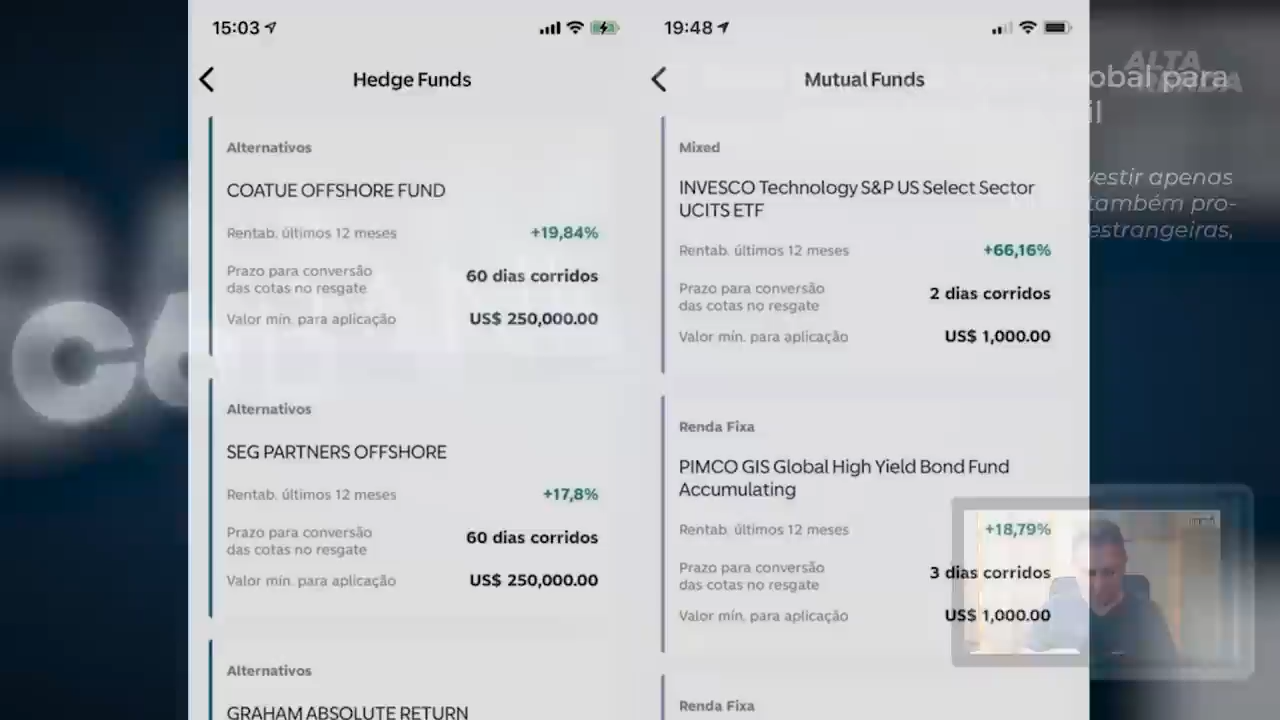 15:03
Hedge Funds
Alternativos
COATUE OFFSHORE FUND
Rentab. últimos 12 meses +19,84%
Prazo para conversão
das cotas no resgate 60 dias corridos
Valor mín. para aplicação US$ 250,000.00
Alternativos
SEG PARTNERS OFFSHORE
Rentab. últimos 12 meses +17,8%
Prazo para conversão
das cotas no resgate 60 dias corridos
Valor mín. para aplicação US$ 250,000.00
Alternativos
GRAHAM ABSOLUTE RETURN
19:48
Mutual Funds
Mixed
INVESCO Technology S&P US Select Sector
UCITS ETF
Rentab. últimos 12 meses +66,16%
Prazo para conversão
das cotas no resgate 2 dias corridos
Valor mín. para aplicação US$ 1,000.00
Renda Fixa
PIMCO GIS Global High Yield Bond Fund
Accumulating
Rentab. últimos 12 meses +18,79%
Prazo para conversão
das cotas no resgate 3 dias corridos
Valor mín. para aplicação US$ 1,000.00
Renda Fixa
ALTA
RENDA
obal para
il
vestir apenas
também pro-
estrangeiras,